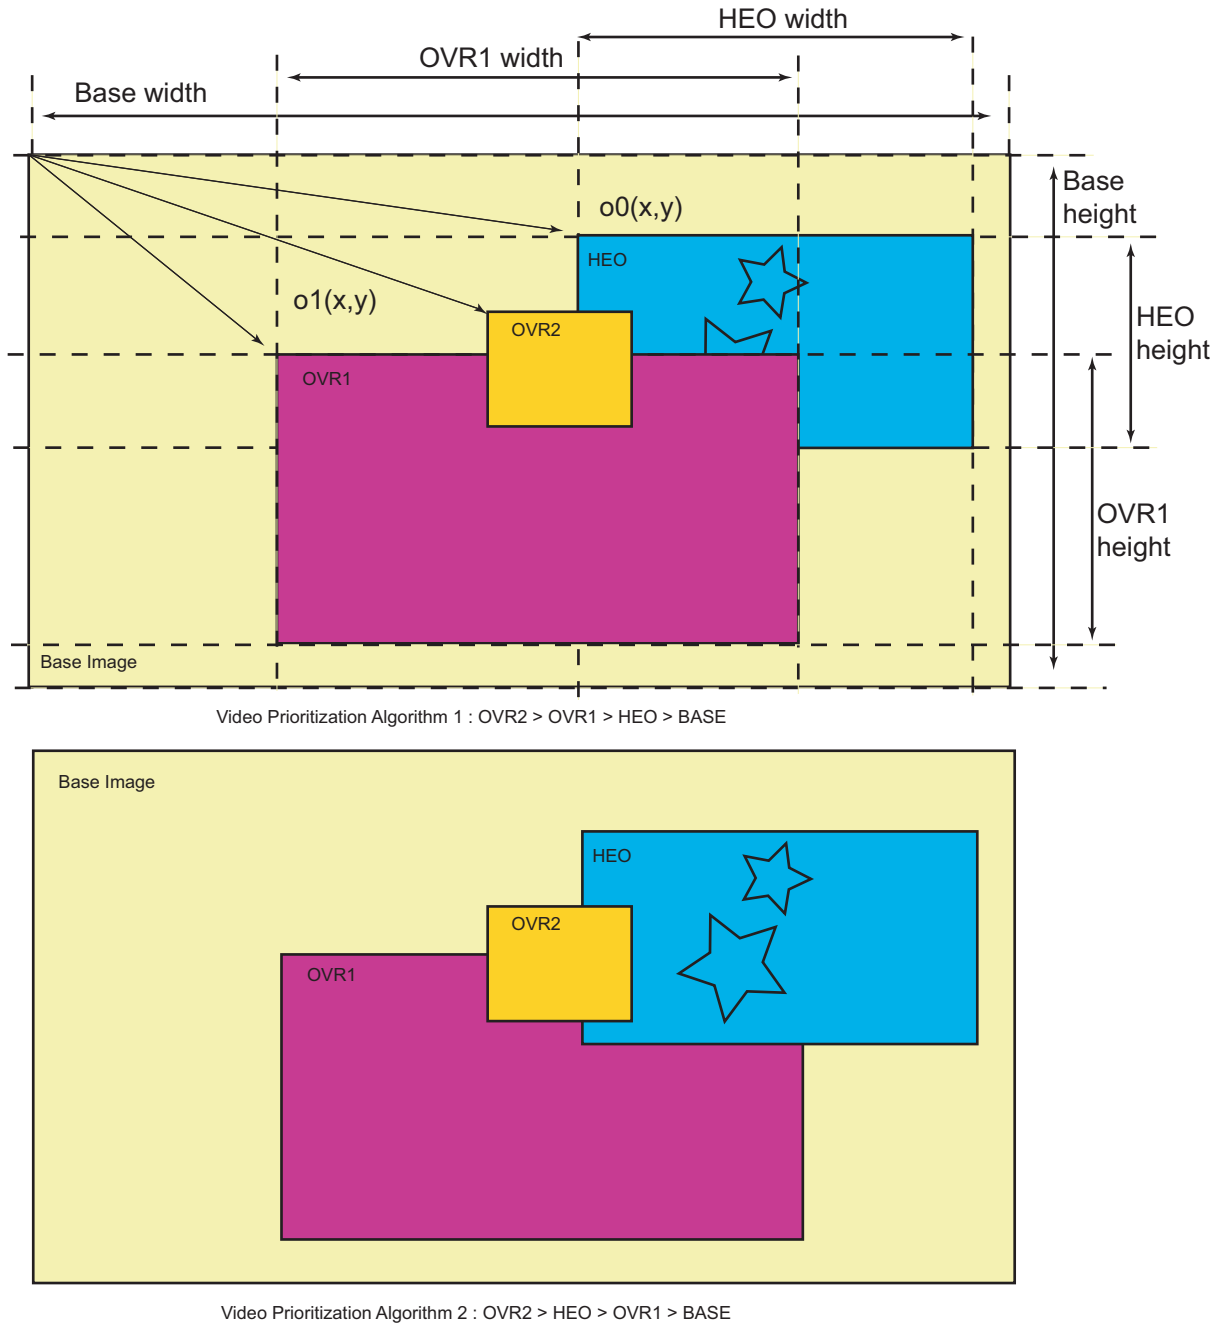 HEO width
OVR1 width
Base width
Base
height
o0(x,y)
HEO
o1(x,y)
OVR2
HEO
height
OVR1
OVR1
height
Base Image
Video Prioritization Algorithm 1 : OVR2 > OVR1 > HEO > BASE
Base Image
HEO
OVR2
OVR1
Video Prioritization Algorithm 2 : OVR2 > HEO > OVR1 > BASE